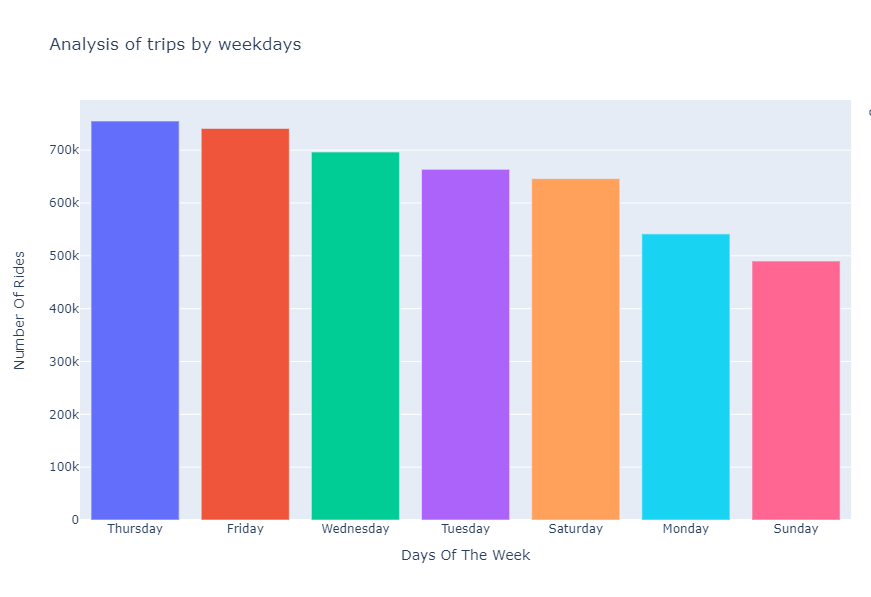 Analysis of trips by weekdays
700k
600k
500k
400k
300k
200k
100k
0
Number Of Rides
Thursday Friday Wednesday Tuesday Saturday Monday Sunday
Days Of The Week